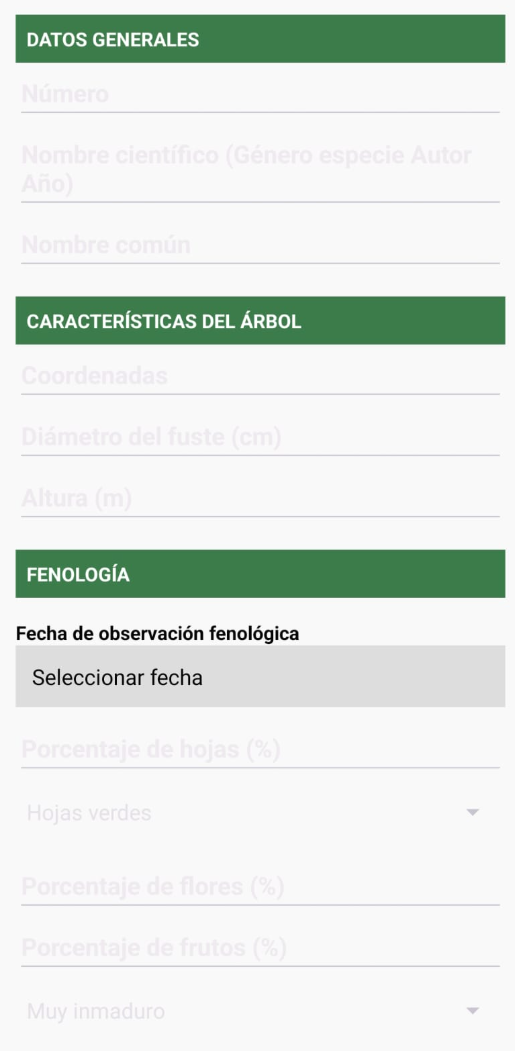 DATOS GENERALES
Número
Nombre científico (Género especie Autor
Año)
Nombre común
CARACTERÍSTICAS DEL ÁRBOL
Coordenadas
Diámetro del fuste (cm)
Altura (m)
FENOLOGÍA
Fecha de observación fenológica
Seleccionar fecha
Porcentaje de hojas (%)
Hojas verdes
Porcentaje de flores (%)
Porcentaje de frutos (%)
Muy inmaduro